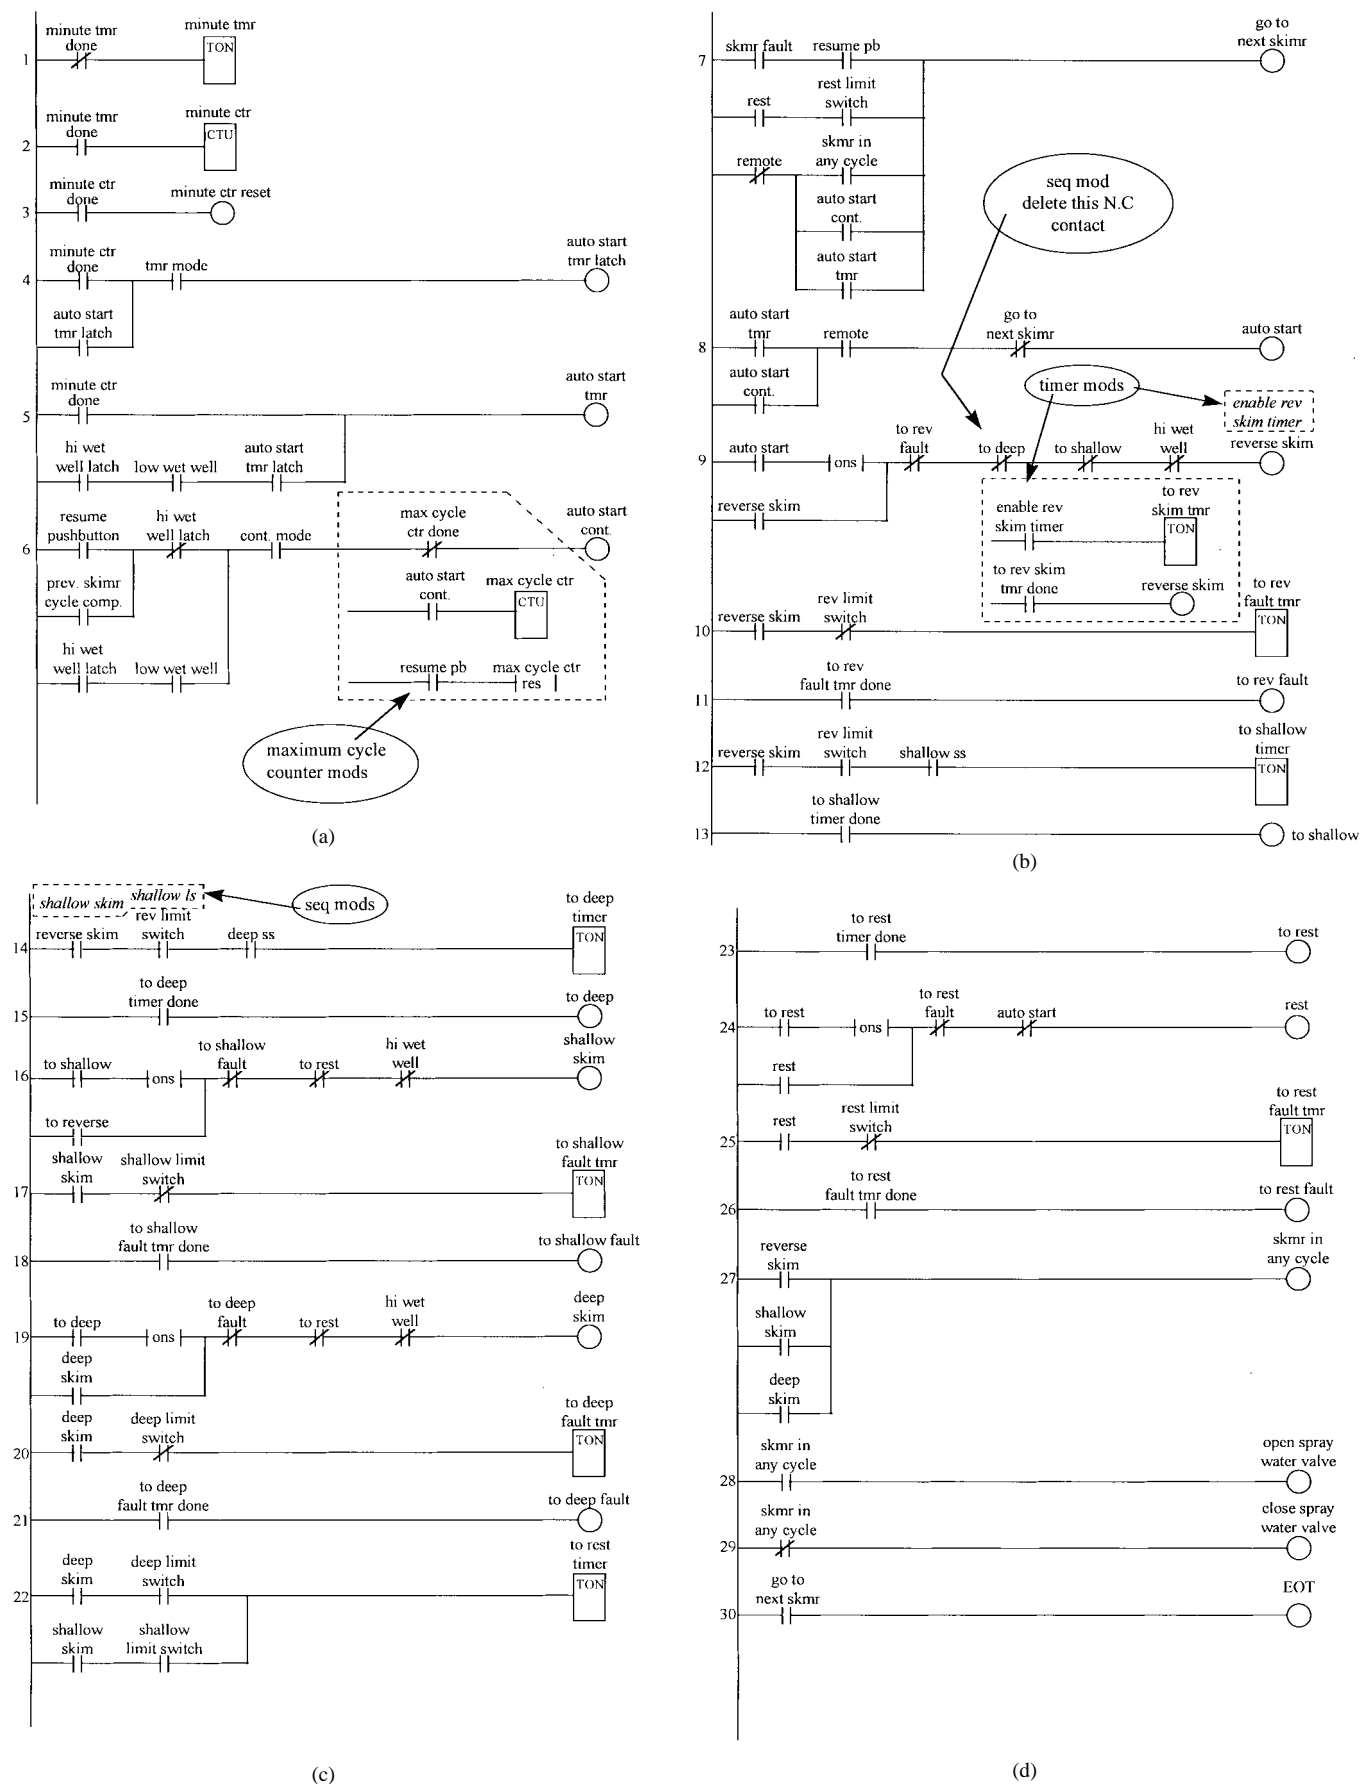 minute tmr
done
minute tmr
TON
1
minute tmr
done
minute ctr
CTU
2
minute ctr
done
minute ctr reset
3
minute ctr
done
tmr mode
auto start
tmr latch
4
auto start
tmr latch
minute ctr
done
auto start
tmr
5
hi wet
well latch
low wet well
auto start
tmr latch
resume
pushbutton
hi wet
well latch
cont. mode
max cycle
ctr done
auto start
cont.
6
prev. skimr
cycle comp.
auto start
cont.
max cycle ctr
CTU
hi wet
well latch
low wet well
resume pb
max cycle ctr
res
maximum cycle
counter mods
(a)
skmr fault
resume pb
go to
next skimr
7
rest
rest limit
switch
remote
skmr in
any cycle
auto start
cont.
auto start
tmr
seq mod
delete this N.C
contact
auto start
tmr
remote
go to
next skimr
auto start
8
auto start
cont.
timer mods
enable rev
skim timer
auto start
ons
to rev
fault
to deep
to shallow
hi wet
well
reverse skim
9
reverse skim
enable rev
skim timer
to rev
skim tmr
TON
to rev skim
tmr done
reverse skim
reverse skim
rev limit
switch
to rev
fault tmr
TON
10
to rev
fault tmr done
to rev fault
11
reverse skim
rev limit
switch
shallow ss
to shallow
timer
TON
12
to shallow
timer done
to shallow
13
(b)
shallow skim
shallow ls
seq mods
reverse skim
rev limit
switch
deep ss
to deep
timer
TON
14
to deep
timer done
to deep
15
to shallow
ons
to shallow
fault
to rest
hi wet
well
shallow
skim
16
to reverse
shallow
skim
shallow limit
switch
to shallow
fault tmr
TON
17
to shallow
fault tmr done
to shallow fault
18
to deep
ons
to deep
fault
to rest
hi wet
well
deep
skim
19
deep
skim
deep
skim
deep limit
switch
to deep
fault tmr
TON
20
to deep
fault tmr done
to deep fault
21
deep
skim
deep limit
switch
to rest
timer
TON
22
shallow
skim
shallow
limit switch
(c)
to rest
timer done
to rest
23
to rest
ons
to rest
fault
auto start
rest
24
rest
rest
rest limit
switch
to rest
fault tmr
TON
25
to rest
fault tmr done
to rest fault
26
reverse
skim
skmr in
any cycle
27
shallow
skim
deep
skim
skmr in
any cycle
open spray
water valve
28
skmr in
any cycle
close spray
water valve
29
go to
next skmr
EOT
30
(d)